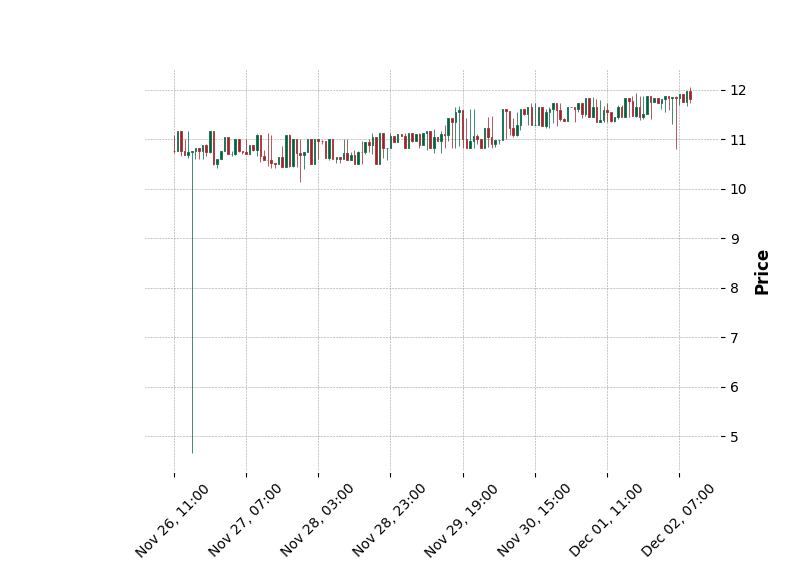 12
11
10
9
8
7
6
5
Price
Nov 26, 11:00
Nov 27, 07:00
Nov 28, 03:00
Nov 28, 23:00
Nov 29, 19:00
Nov 30, 15:00
Dec 01, 11:00
Dec 02, 07:00